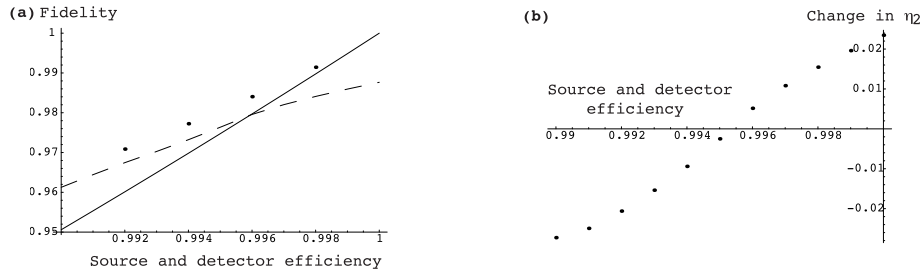 (a) Fidelity
1
0.99
0.98
0.97
0.96
0.95
0.992 0.994 0.996 0.998 1
Source and detector efficiency
(b) Change in η2
0.02
0.01
Source and detector
efficiency
0.99 0.992 0.994 0.996 0.998
-0.01
-0.02